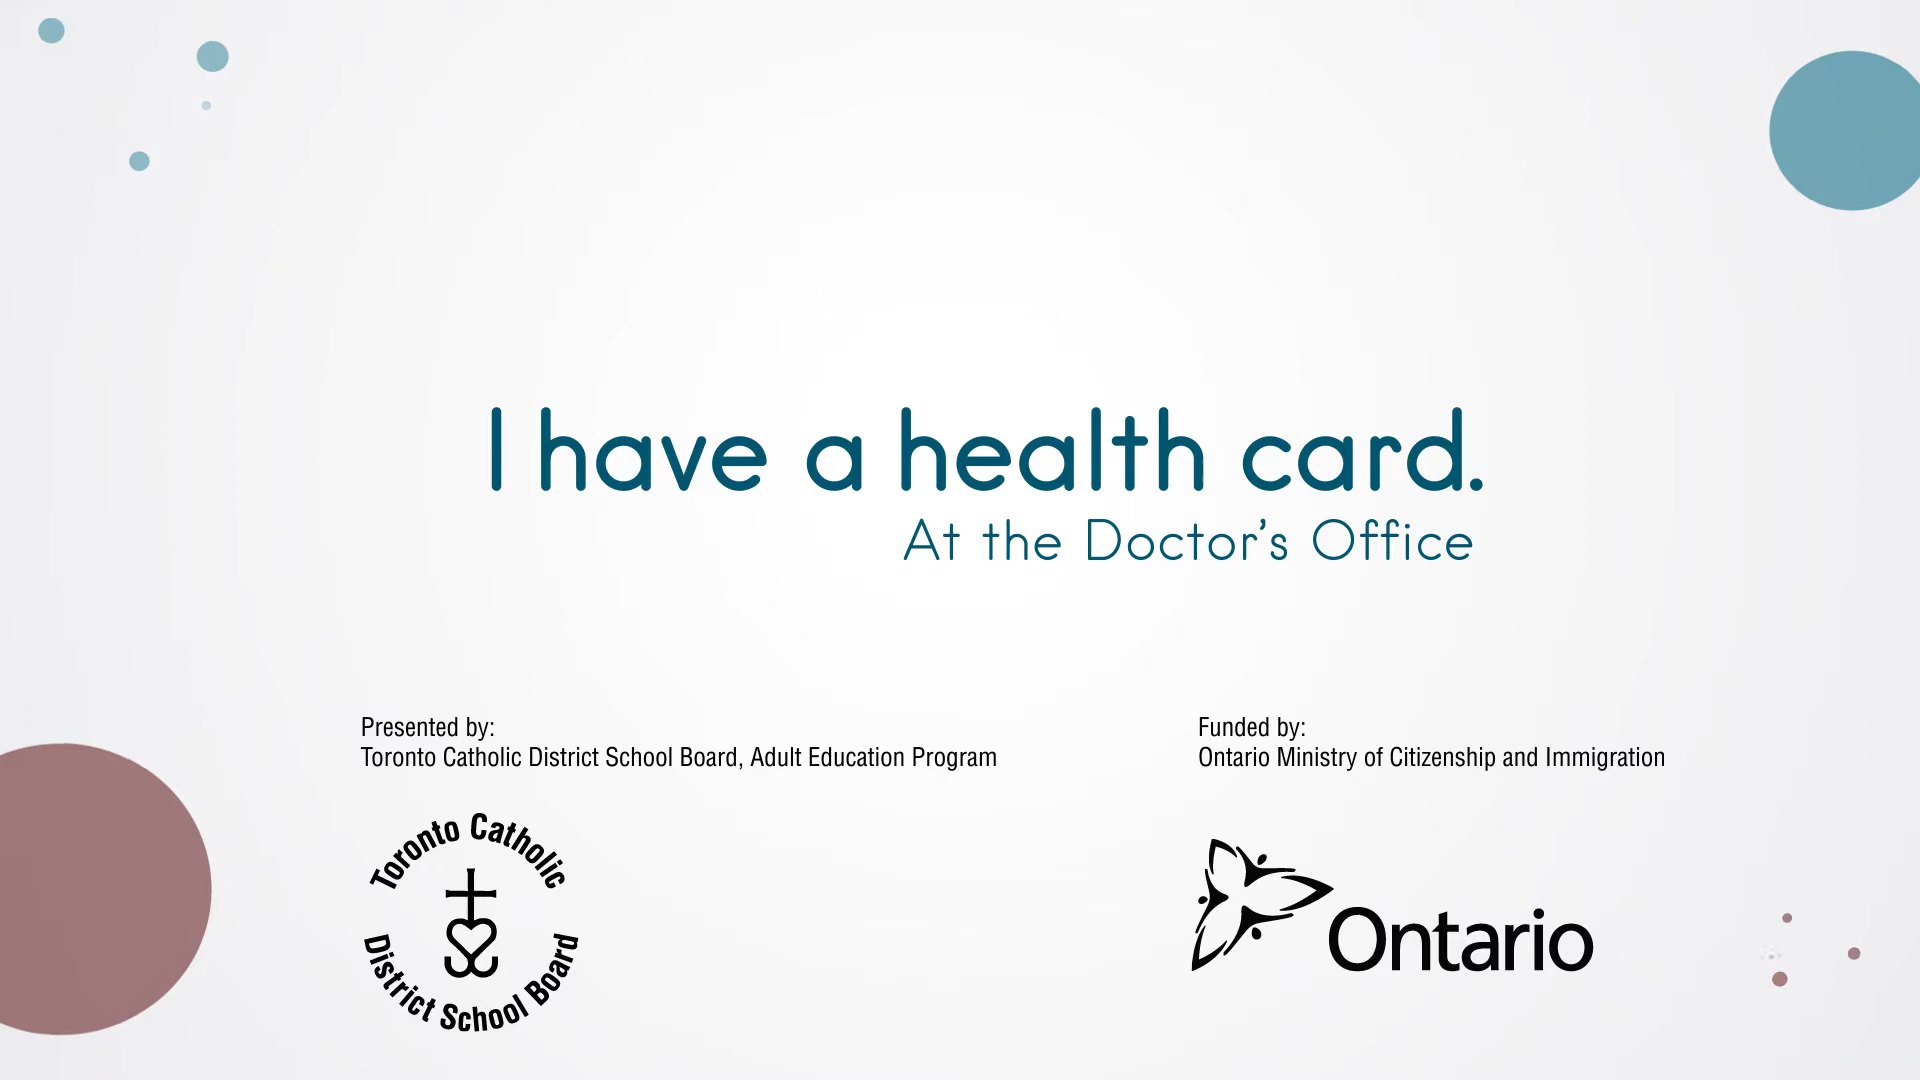 I have a health card.
At the Doctor's Office
Presented by:
Toronto Catholic District School Board, Adult Education Program
Funded by:
Ontario Ministry of Citizenship and Immigration
Toronto Catholic
District School Board
Ontario